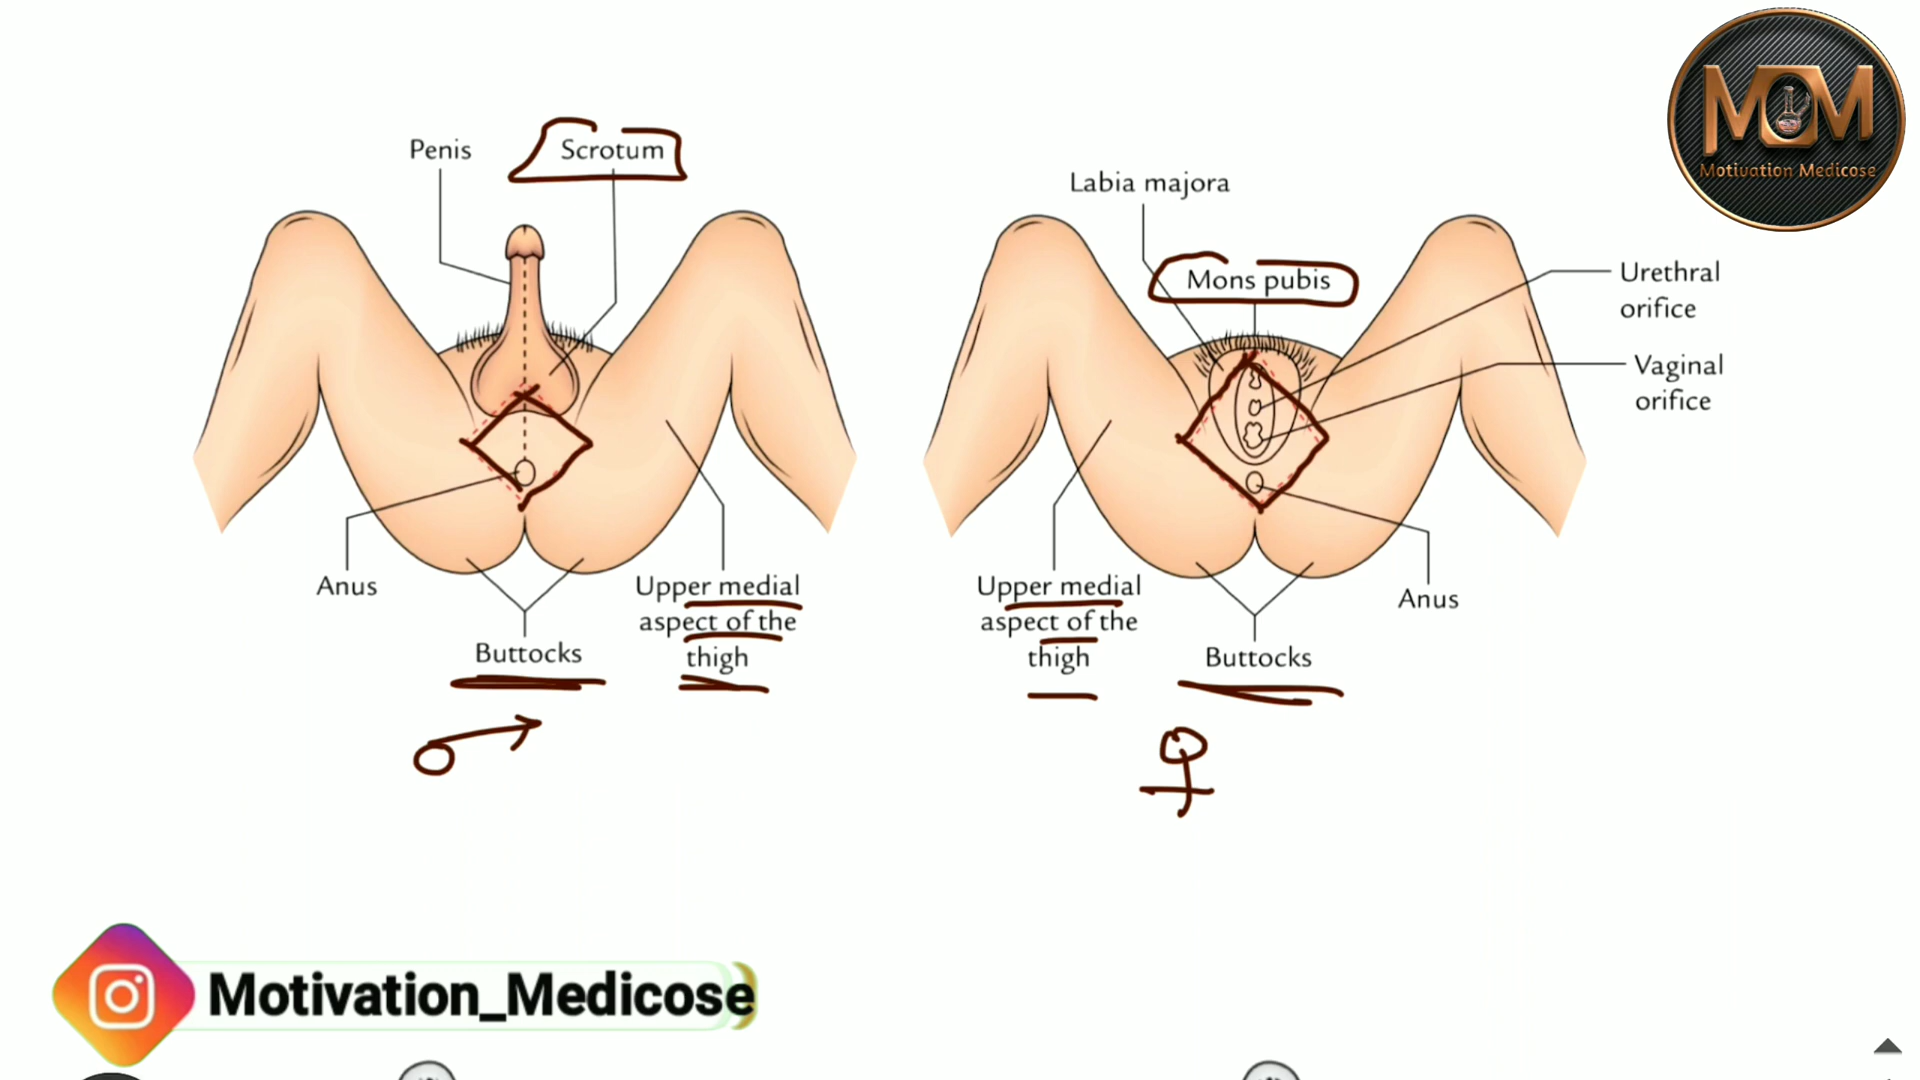 MOM
Motivation Medicose
Penis
Scrotum
Labia majora
Mons pubis
Urethral
orifice
Vaginal
orifice
Anus
Buttocks
Upper medial
aspect of the
thigh
Upper medial
aspect of the
thigh
Buttocks
Anus
♂
♀
Motivation_Medicose